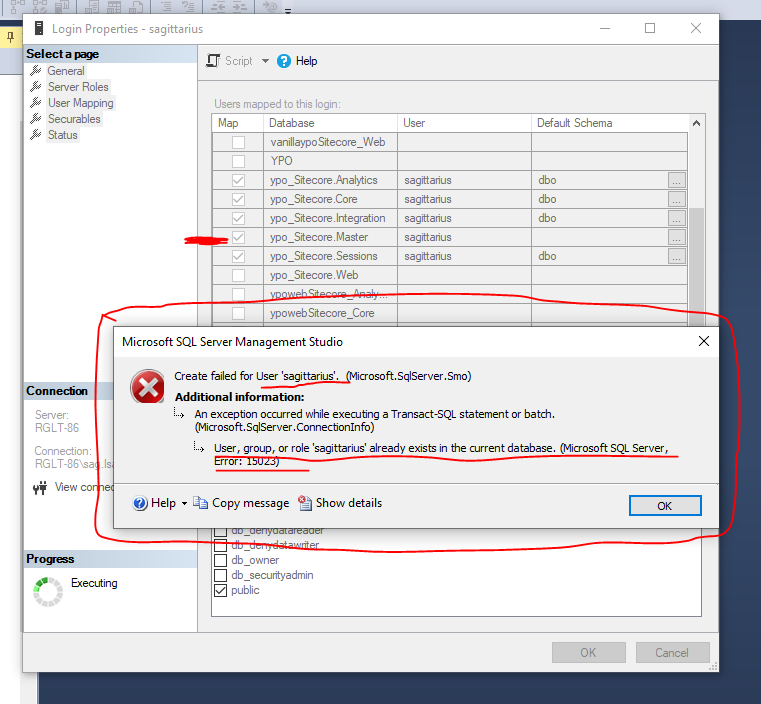 Login Properties - sagittarius
Select a page
General
Server Roles
User Mapping
Securables
Status
Script
Help
Users mapped to this login:
Map Database User Default Schema
vanillaypoSitecore_Web
YPO
ypo_Sitecore.Analytics sagittarius dbo ...
ypo_Sitecore.Core sagittarius dbo ...
ypo_Sitecore.Integration sagittarius dbo ...
ypo_Sitecore.Master sagittarius ...
ypo_Sitecore.Sessions sagittarius dbo ...
ypo_Sitecore.Web
ypowebSitecore_Analy...
ypowebSitecore_Core
Microsoft SQL Server Management Studio
Create failed for User 'sagittarius'. (Microsoft.SqlServer.Smo)
Additional information:
An exception occurred while executing a Transact-SQL statement or batch.
(Microsoft.SqlServer.ConnectionInfo)
User, group, or role 'sagittarius' already exists in the current database. (Microsoft SQL Server,
Error: 15023)
Help
Copy message
Show details
OK
Connection
Server:
RGLT-86
Connection:
RGLT-86\sag.lsa
View connec
db_denydatareader
db_denydatawriter
db_owner
db_securityadmin
public
Progress
Executing
OK
Cancel